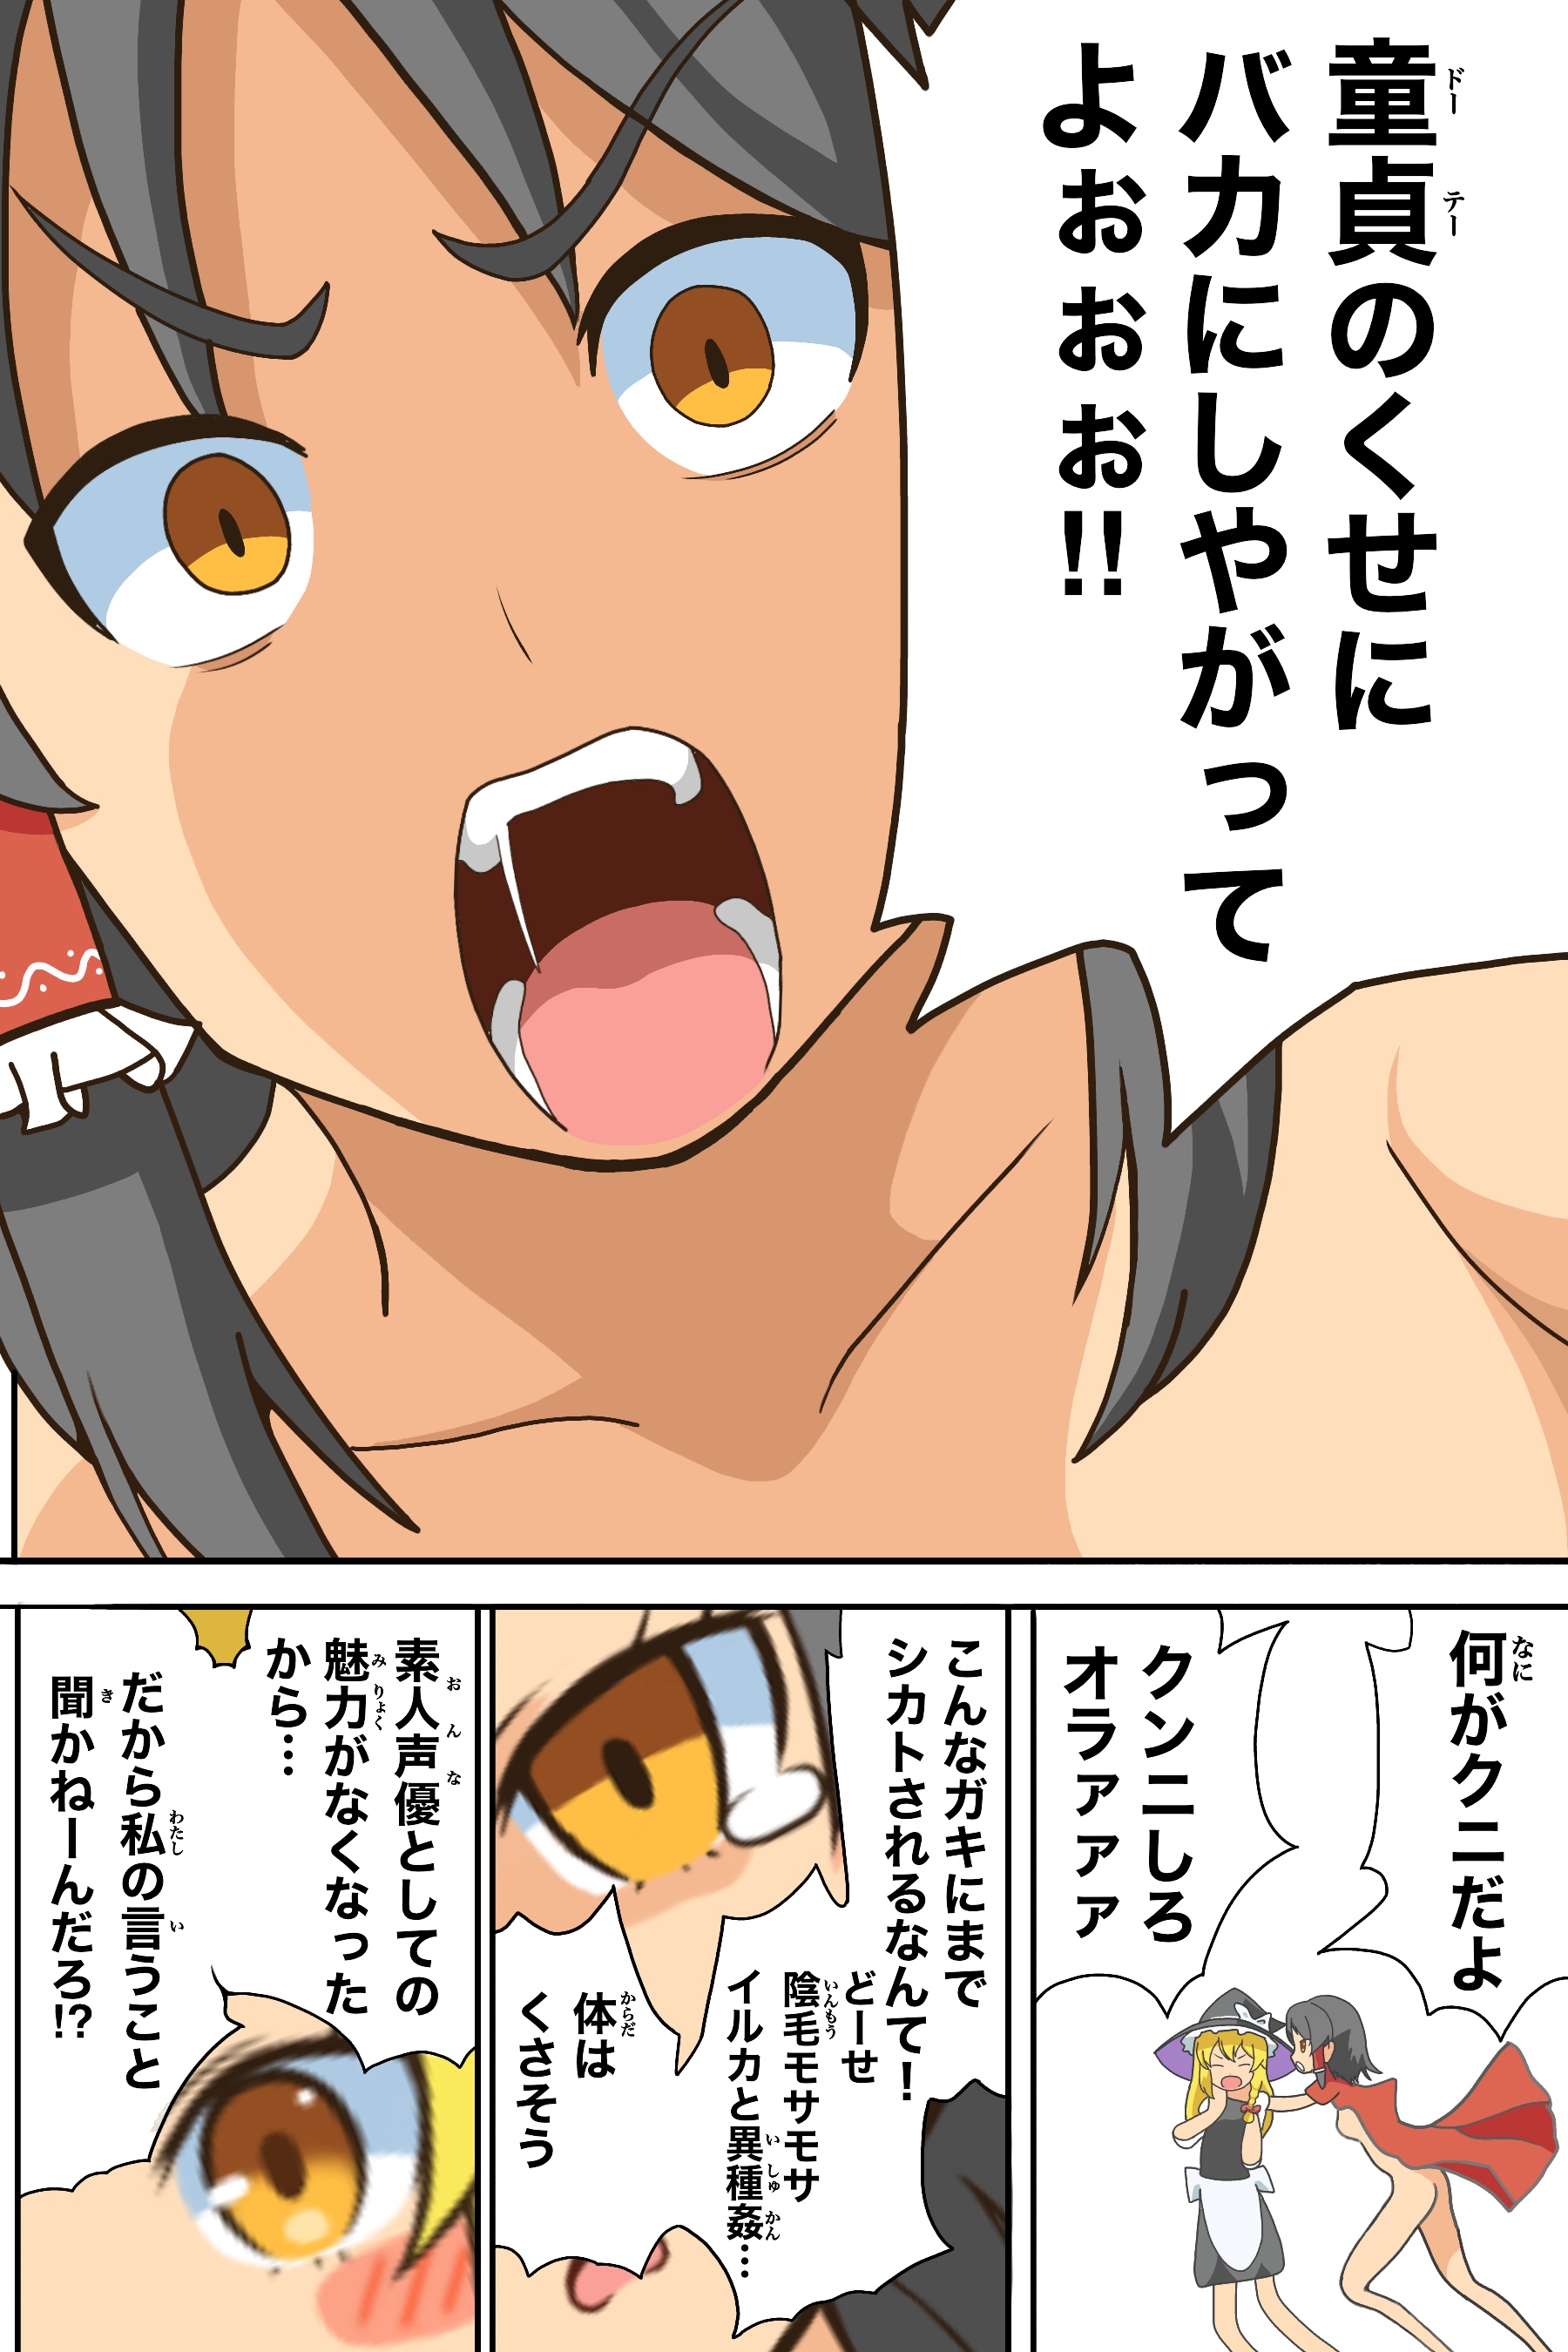 童貞のくせに
バカにしやがって
よぉぉぉぉ!!
何がクニだよ
クンニしろ
オラァァァ
こんなガキにまで
シカトされるなんて!
どーせ
陰毛モサモサ
イルカと異種姦…
体は
くさそう
素人声優としての
魅力がなくなった
から…
だから私の言うこと
聞かねーんだろ!?